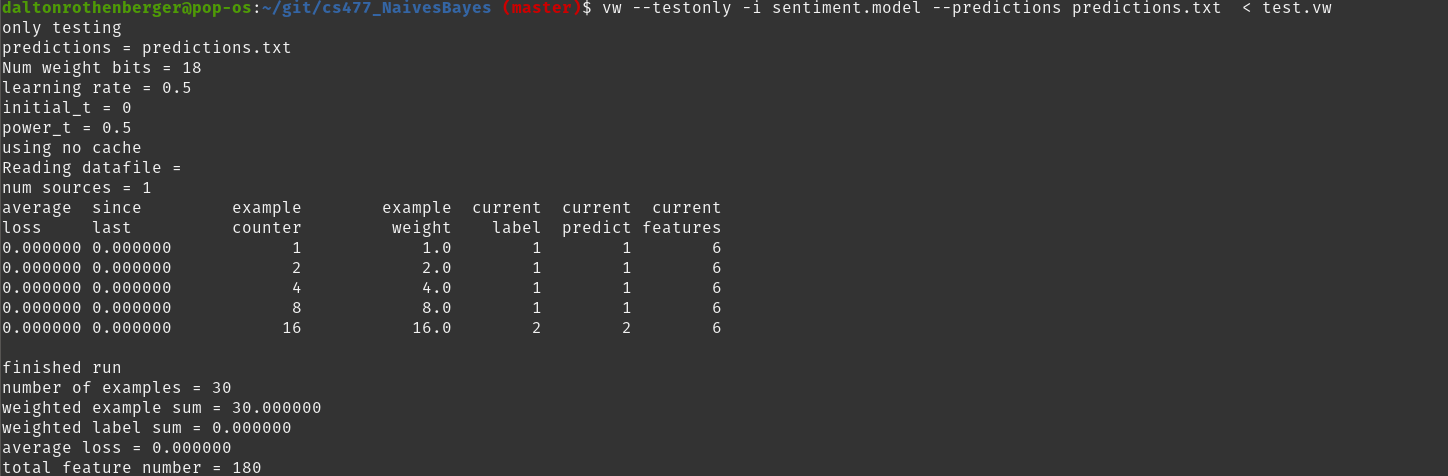 daltonrothenberger@pop-os:~/git/cs477_NaivesBayes (master)$ vw --testonly -i sentiment.model --predictions predictions.txt  < test.vw
only testing
predictions = predictions.txt
Num weight bits = 18
learning rate = 0.5
initial_t = 0
power_t = 0.5
using no cache
Reading datafile =
num sources = 1
average  since         example        example  current  current  current
loss     last          counter         weight    label  predict features
0.000000 0.000000            1            1.0        1        1        6
0.000000 0.000000            2            2.0        1        1        6
0.000000 0.000000            4            4.0        1        1        6
0.000000 0.000000            8            8.0        1        1        6
0.000000 0.000000           16           16.0        2        2        6
finished run
number of examples = 30
weighted example sum = 30.000000
weighted label sum = 0.000000
average loss = 0.000000
total feature number = 180